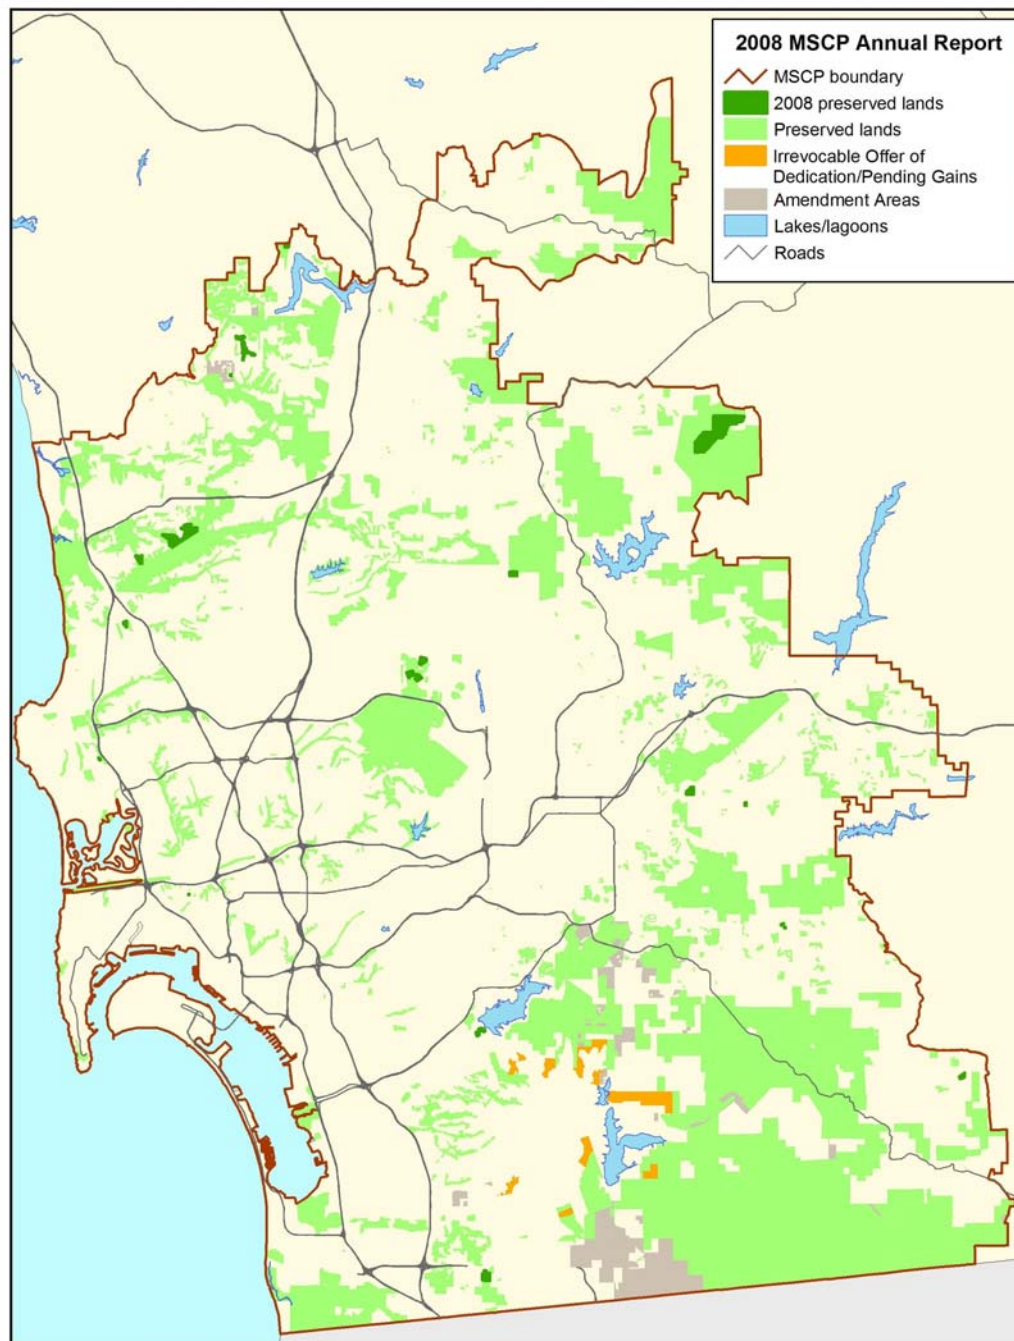 2008 MSCP Annual Report
MSCP boundary
2008 preserved lands
Preserved lands
Irrevocable Offer of
Dedication/Pending Gains
Amendment Areas
Lakes/lagoons
Roads